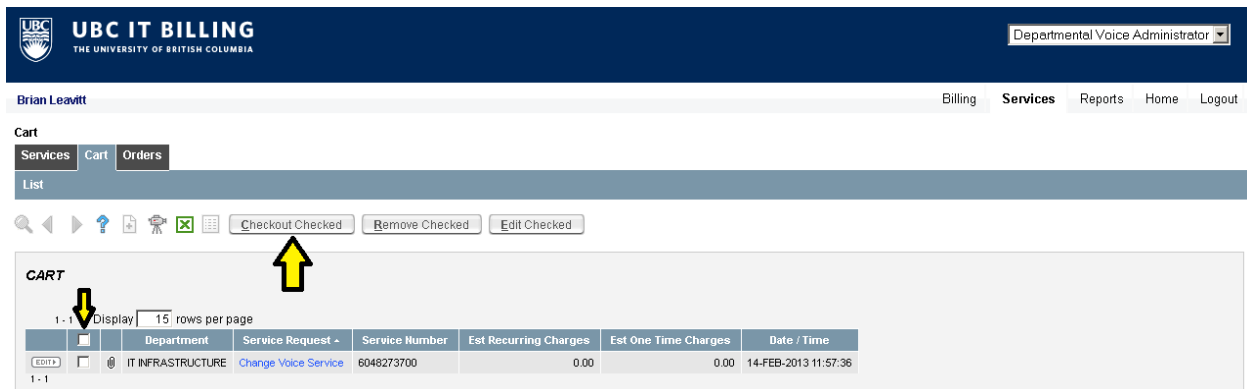 UBC
UBC IT BILLING
THE UNIVERSITY OF BRITISH COLUMBIA
Departmental Voice Administrator
Brian Leavitt
Billing Services Reports Home Logout
Cart
Services Cart Orders
List
Checkout Checked Remove Checked Edit Checked
CART
1 - 1 Display 15 rows per page
Department Service Request Service Number Est Recurring Charges Est One Time Charges Date / Time
EDIT IT INFRASTRUCTURE Change Voice Service 6048273700 0.00 0.00 14-FEB-2013 11:57:36
1 - 1